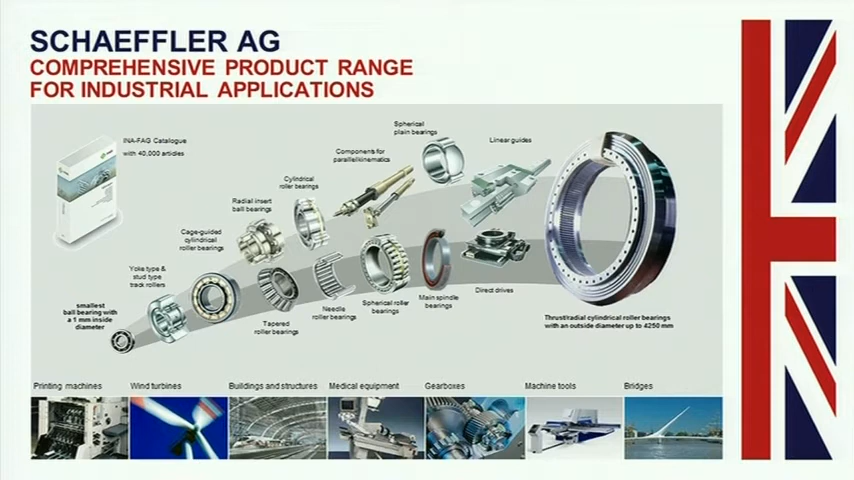 SCHAEFFLER AG
COMPREHENSIVE PRODUCT RANGE
FOR INDUSTRIAL APPLICATIONS
INA-FAG Catalogue
with 40,000 articles
Spherical
plain bearings
Linear guides
Components for
parallel kinematics
Cylindrical
roller bearings
Radial insert
ball bearings
Cage-guided
cylindrical
roller bearings
Yoke type &
stud type
track rollers
smallest
ball bearing with
a 1 mm inside
diameter
Tapered
roller bearings
Needle
roller bearings
Spherical roller
bearings
Main spindle
bearings
Direct drives
Thrust/radial cylindrical roller bearings
with an outside diameter up to 4250 mm
Printing machines
Wind turbines
Buildings and structures
Medical equipment
Gearboxes
Machine tools
Bridges